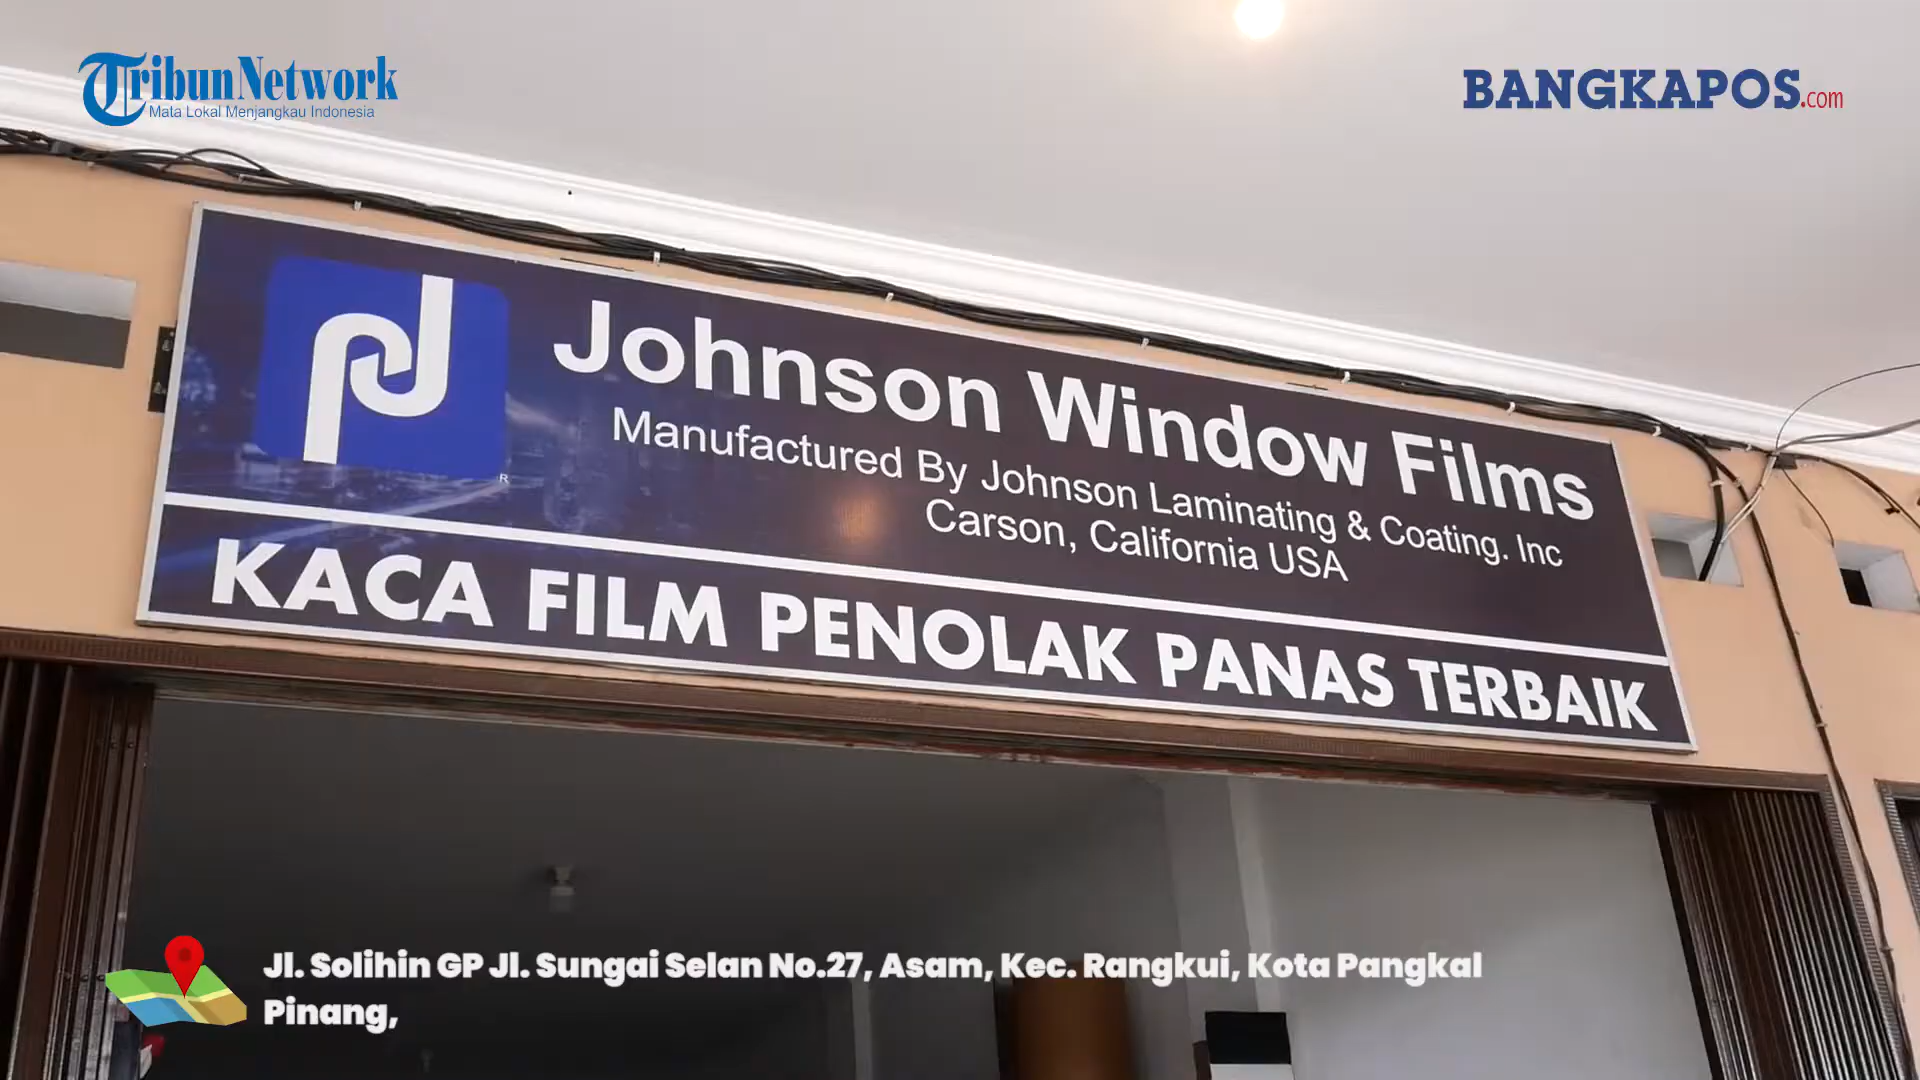 TribunNetwork
Mata Lokal Menjangkau Indonesia
BANGKAPOS.com
Johnson Window Films
Manufactured By Johnson Laminating & Coating. Inc
Carson, California USA
®
KACA FILM PENOLAK PANAS TERBAIK
Jl. Solihin GP Jl. Sungai Selan No.27, Asam, Kec. Rangkui, Kota Pangkal
Pinang,